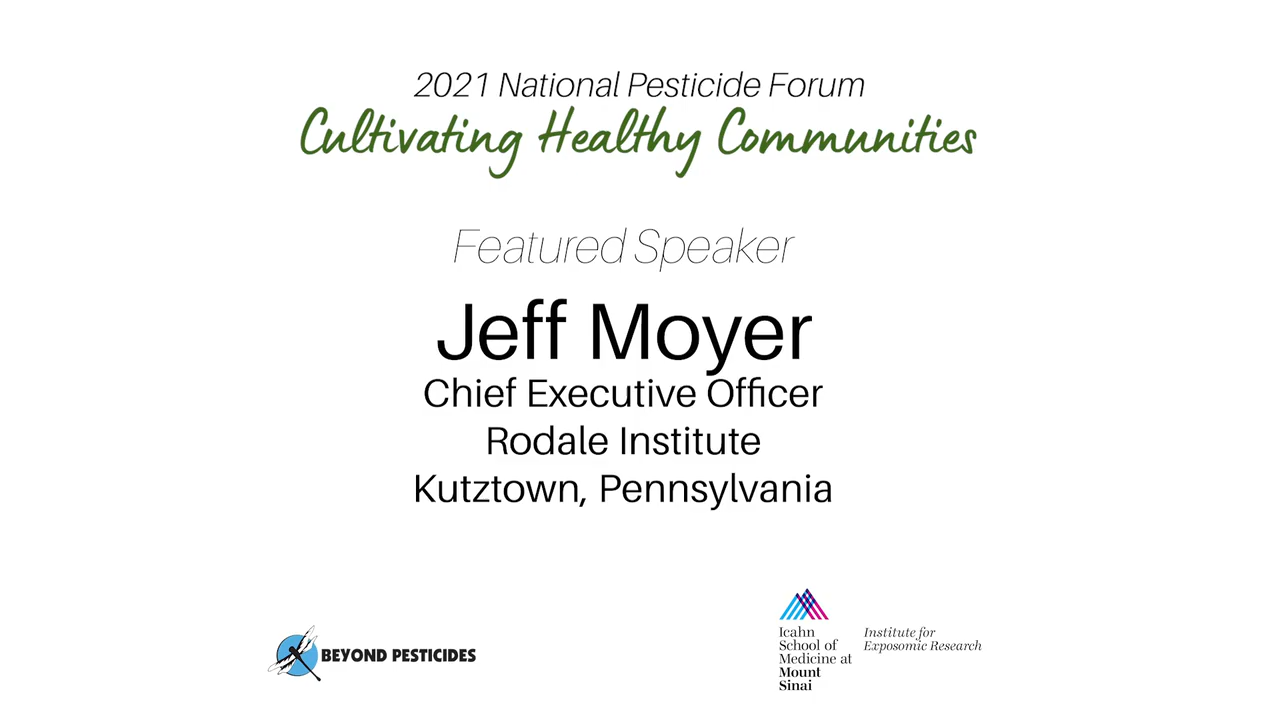 2021 National Pesticide Forum
Cultivating Healthy Communities
Featured Speaker
Jeff Moyer
Chief Executive Officer
Rodale Institute
Kutztown, Pennsylvania
BEYOND PESTICIDES
Icahn
School of
Medicine at
Mount
Sinai
Institute for
Exposomic Research